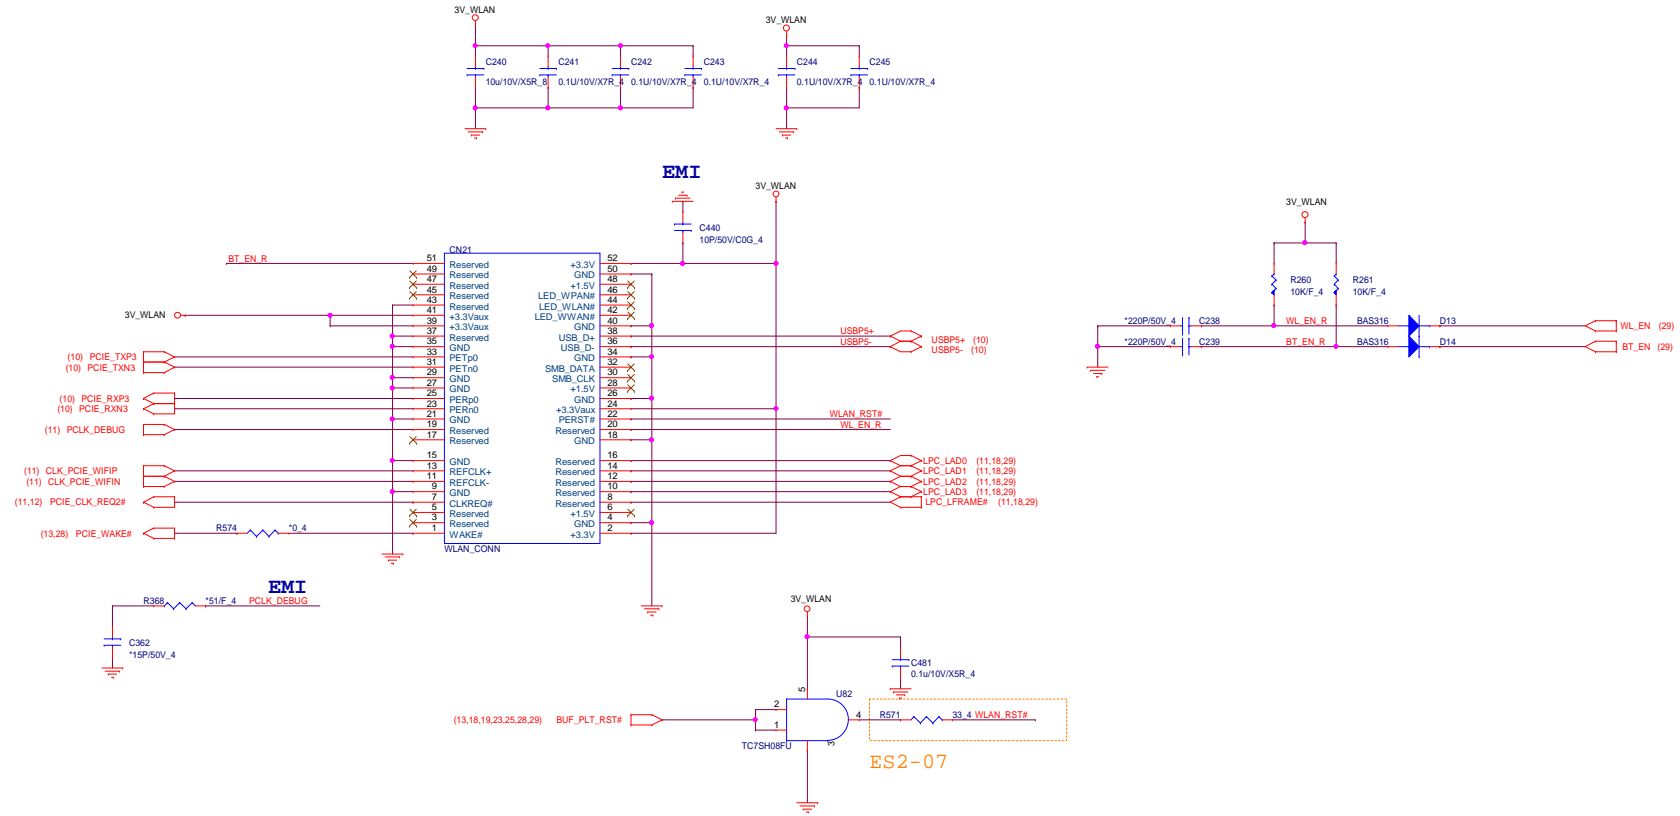 3V_WLAN
C240
10u/10V/X5R_8
C241
0.1U/10V/X7R_4
C242
0.1U/10V/X7R_4
C243
0.1U/10V/X7R_4
3V_WLAN
C244
0.1U/10V/X7R_4
C245
0.1U/10V/X7R_4
EMI
3V_WLAN
C440
10P/50V/C0G_4
CN21
BT_EN_R
51 Reserved
49 Reserved
47 Reserved
45 Reserved
43 Reserved
3V_WLAN
41 +3.3Vaux
39 +3.3Vaux
37 Reserved
35 GND
(10) PCIE_TXP3
33 PETp0
(10) PCIE_TXN3
31 PETn0
29 GND
27 GND
(10) PCIE_RXP3
25 PERp0
(10) PCIE_RXN3
23 PERn0
21 GND
(11) PCLK_DEBUG
19 Reserved
17 Reserved
15 GND
(11) CLK_PCIE_WIFIP
13 REFCLK+
(11) CLK_PCIE_WIFIN
11 REFCLK-
9 GND
(11,12) PCIE_CLK_REQ2#
7 CLKREQ#
5 Reserved
3 Reserved
(13,28) PCIE_WAKE#
R574
*0_4
1 WAKE#
WLAN_CONN
+3.3V 52
GND 50
+1.5V 48
LED_WPAN# 46
LED_WLAN# 44
LED_WWAN# 42
GND 40
USB_D+ 38
USBP5+
USBP5+ (10)
USB_D- 36
USBP5-
USBP5- (10)
GND 34
SMB_DATA 32
SMB_CLK 30
+1.5V 28
GND 26
+3.3Vaux 24
PERST# 22
WLAN_RST#
Reserved 20
WL_EN_R
GND 18
Reserved 16
LPC_LAD0 (11,18,29)
Reserved 14
LPC_LAD1 (11,18,29)
Reserved 12
LPC_LAD2 (11,18,29)
Reserved 10
LPC_LAD3 (11,18,29)
Reserved 8
LPC_LFRAME# (11,18,29)
+1.5V 6
GND 4
+3.3V 2
3V_WLAN
R260
10K/F_4
R261
10K/F_4
*220P/50V_4
C238
WL_EN_R
BAS316
D13
WL_EN (29)
*220P/50V_4
C239
BT_EN_R
BAS316
D14
BT_EN (29)
EMI
R368
*51/F_4
PCLK_DEBUG
C362
*15P/50V_4
3V_WLAN
C481
0.1u/10V/X5R_4
5
U82
2
(13,18,19,23,25,28,29) BUF_PLT_RST#
1
4
3
TC7SH08FU
R571
33_4
WLAN_RST#
ES2-07